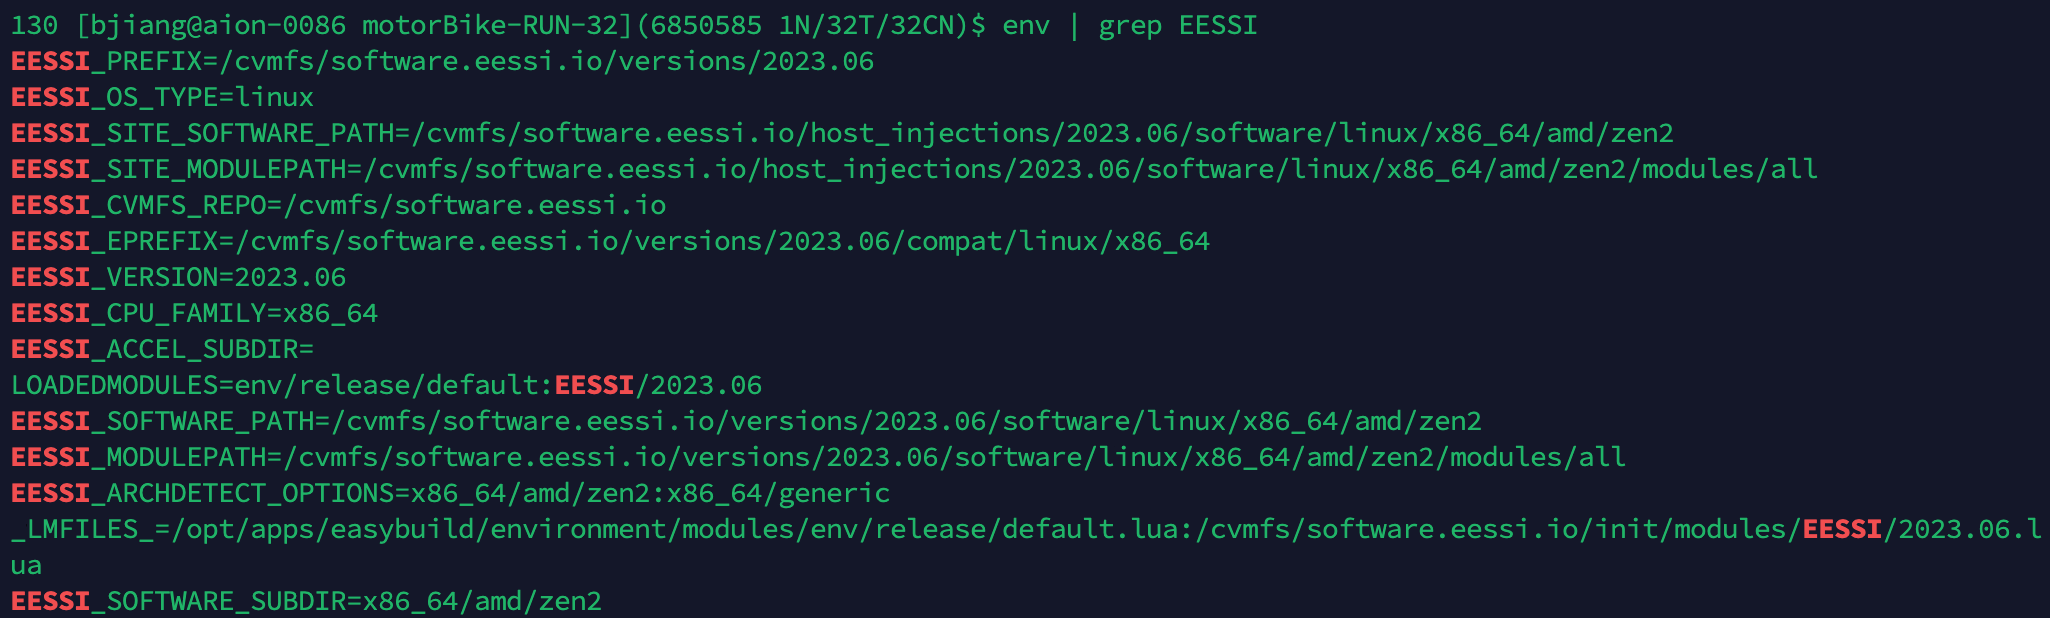 130 [bjiang@aion-0086 motorBike-RUN-32](6850585 1N/32T/32CN)$ env | grep EESSI
EESSI_PREFIX=/cvmfs/software.eessi.io/versions/2023.06
EESSI_OS_TYPE=linux
EESSI_SITE_SOFTWARE_PATH=/cvmfs/software.eessi.io/host_injections/2023.06/software/linux/x86_64/amd/zen2
EESSI_SITE_MODULEPATH=/cvmfs/software.eessi.io/host_injections/2023.06/software/linux/x86_64/amd/zen2/modules/all
EESSI_CVMFS_REPO=/cvmfs/software.eessi.io
EESSI_EPREFIX=/cvmfs/software.eessi.io/versions/2023.06/compat/linux/x86_64
EESSI_VERSION=2023.06
EESSI_CPU_FAMILY=x86_64
EESSI_ACCEL_SUBDIR=
LOADEDMODULES=env/release/default:EESSI/2023.06
EESSI_SOFTWARE_PATH=/cvmfs/software.eessi.io/versions/2023.06/software/linux/x86_64/amd/zen2
EESSI_MODULEPATH=/cvmfs/software.eessi.io/versions/2023.06/software/linux/x86_64/amd/zen2/modules/all
EESSI_ARCHDETECT_OPTIONS=x86_64/amd/zen2:x86_64/generic
_LMFILES_=/opt/apps/easybuild/environment/modules/env/release/default.lua:/cvmfs/software.eessi.io/init/modules/EESSI/2023.06.l
ua
EESSI_SOFTWARE_SUBDIR=x86_64/amd/zen2